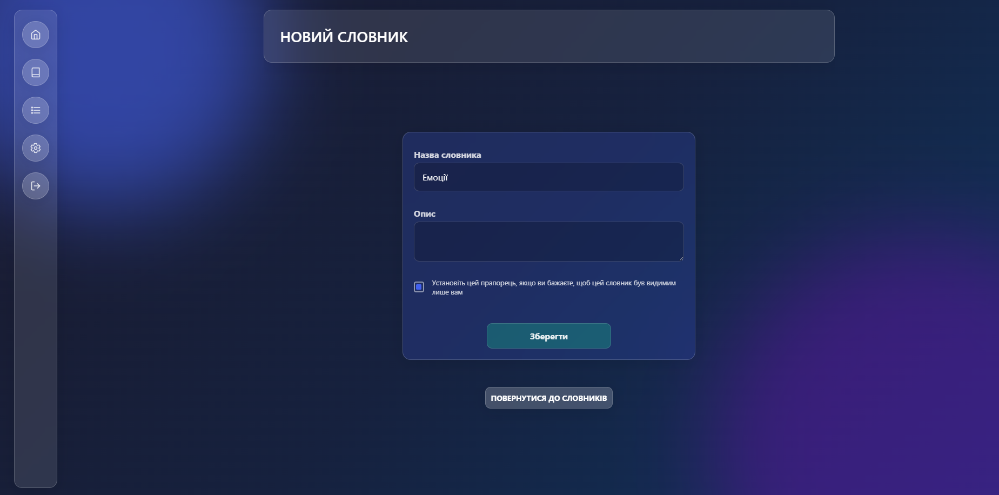 НОВИЙ СЛОВНИК
Назва словника
Емоції
Опис
Установіть цей прапорець, якщо ви бажаєте, щоб цей словник був видимим
лише вам
Зберегти
ПОВЕРНУТИСЯ ДО СЛОВНИКІВ